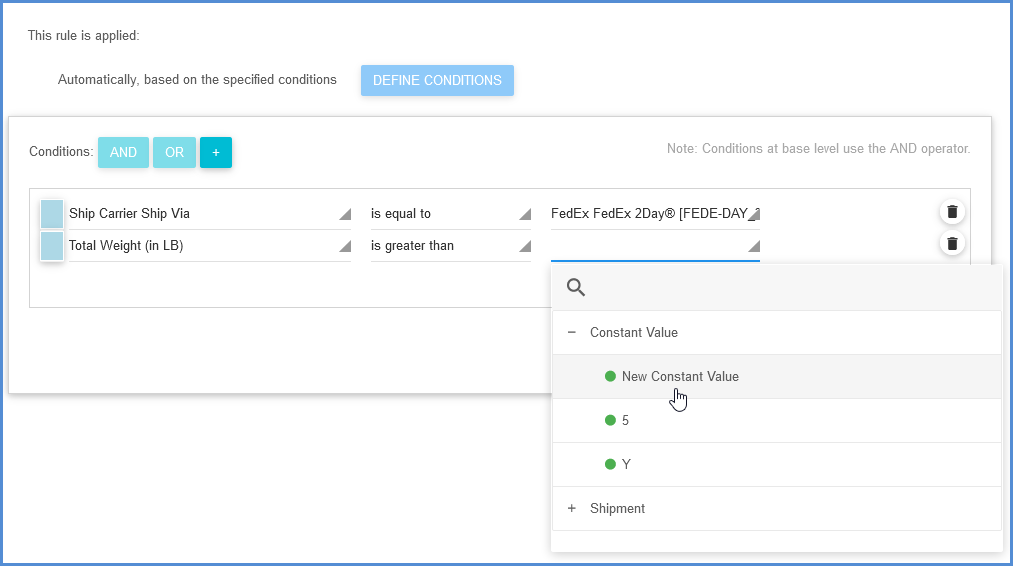 This rule is applied:
Automatically, based on the specified conditions DEFINE CONDITIONS
Conditions: AND OR + Note: Conditions at base level use the AND operator.
Ship Carrier Ship Via is equal to FedEx FedEx 2Day® [FEDE-DAY_
Total Weight (in LB) is greater than
− Constant Value
New Constant Value
5
Y
+ Shipment